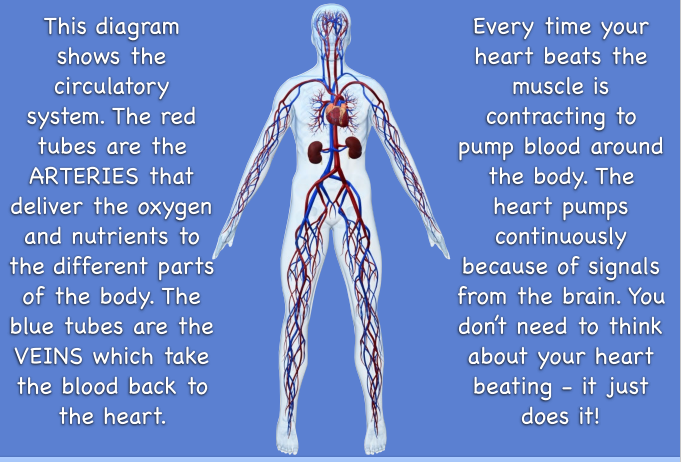 This diagram
shows the
circulatory
system. The red
tubes are the
ARTERIES that
deliver the oxygen
and nutrients to
the different parts
of the body. The
blue tubes are the
VEINS which take
the blood back to
the heart.
Every time your
heart beats the
muscle is
contracting to
pump blood around
the body. The
heart pumps
continuously
because of signals
from the brain. You
don't need to think
about your heart
beating - it just
does it!